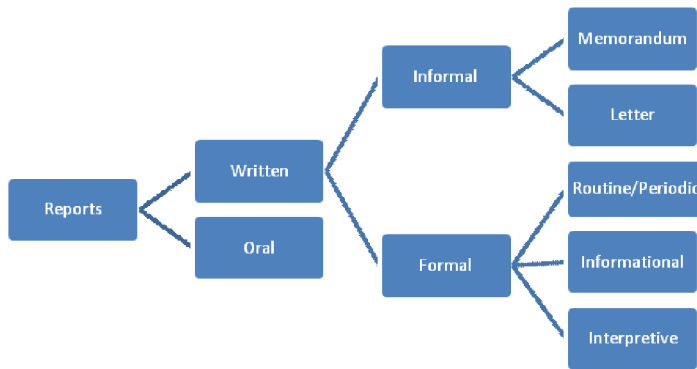 Memorandum
Informal
Letter
Written
Routine/Periodic
Reports
Oral
Informational
Formal
Interpretive